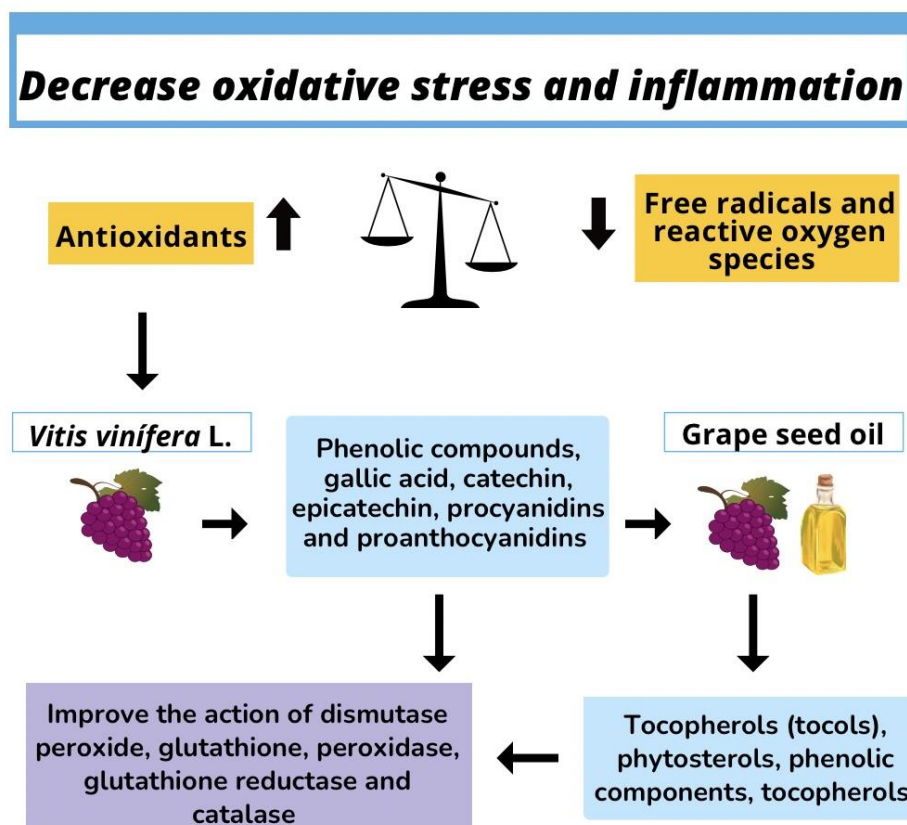 Decrease oxidative stress and inflammation
Antioxidants
Free radicals and
reactive oxygen
species
Vitis vinífera L.
Phenolic compounds,
gallic acid, catechin,
epicatechin, procyanidins
and proanthocyanidins
Grape seed oil
Improve the action of dismutase
peroxide, glutathione, peroxidase,
glutathione reductase and
catalase
Tocopherols (tocols),
phytosterols, phenolic
components, tocopherols